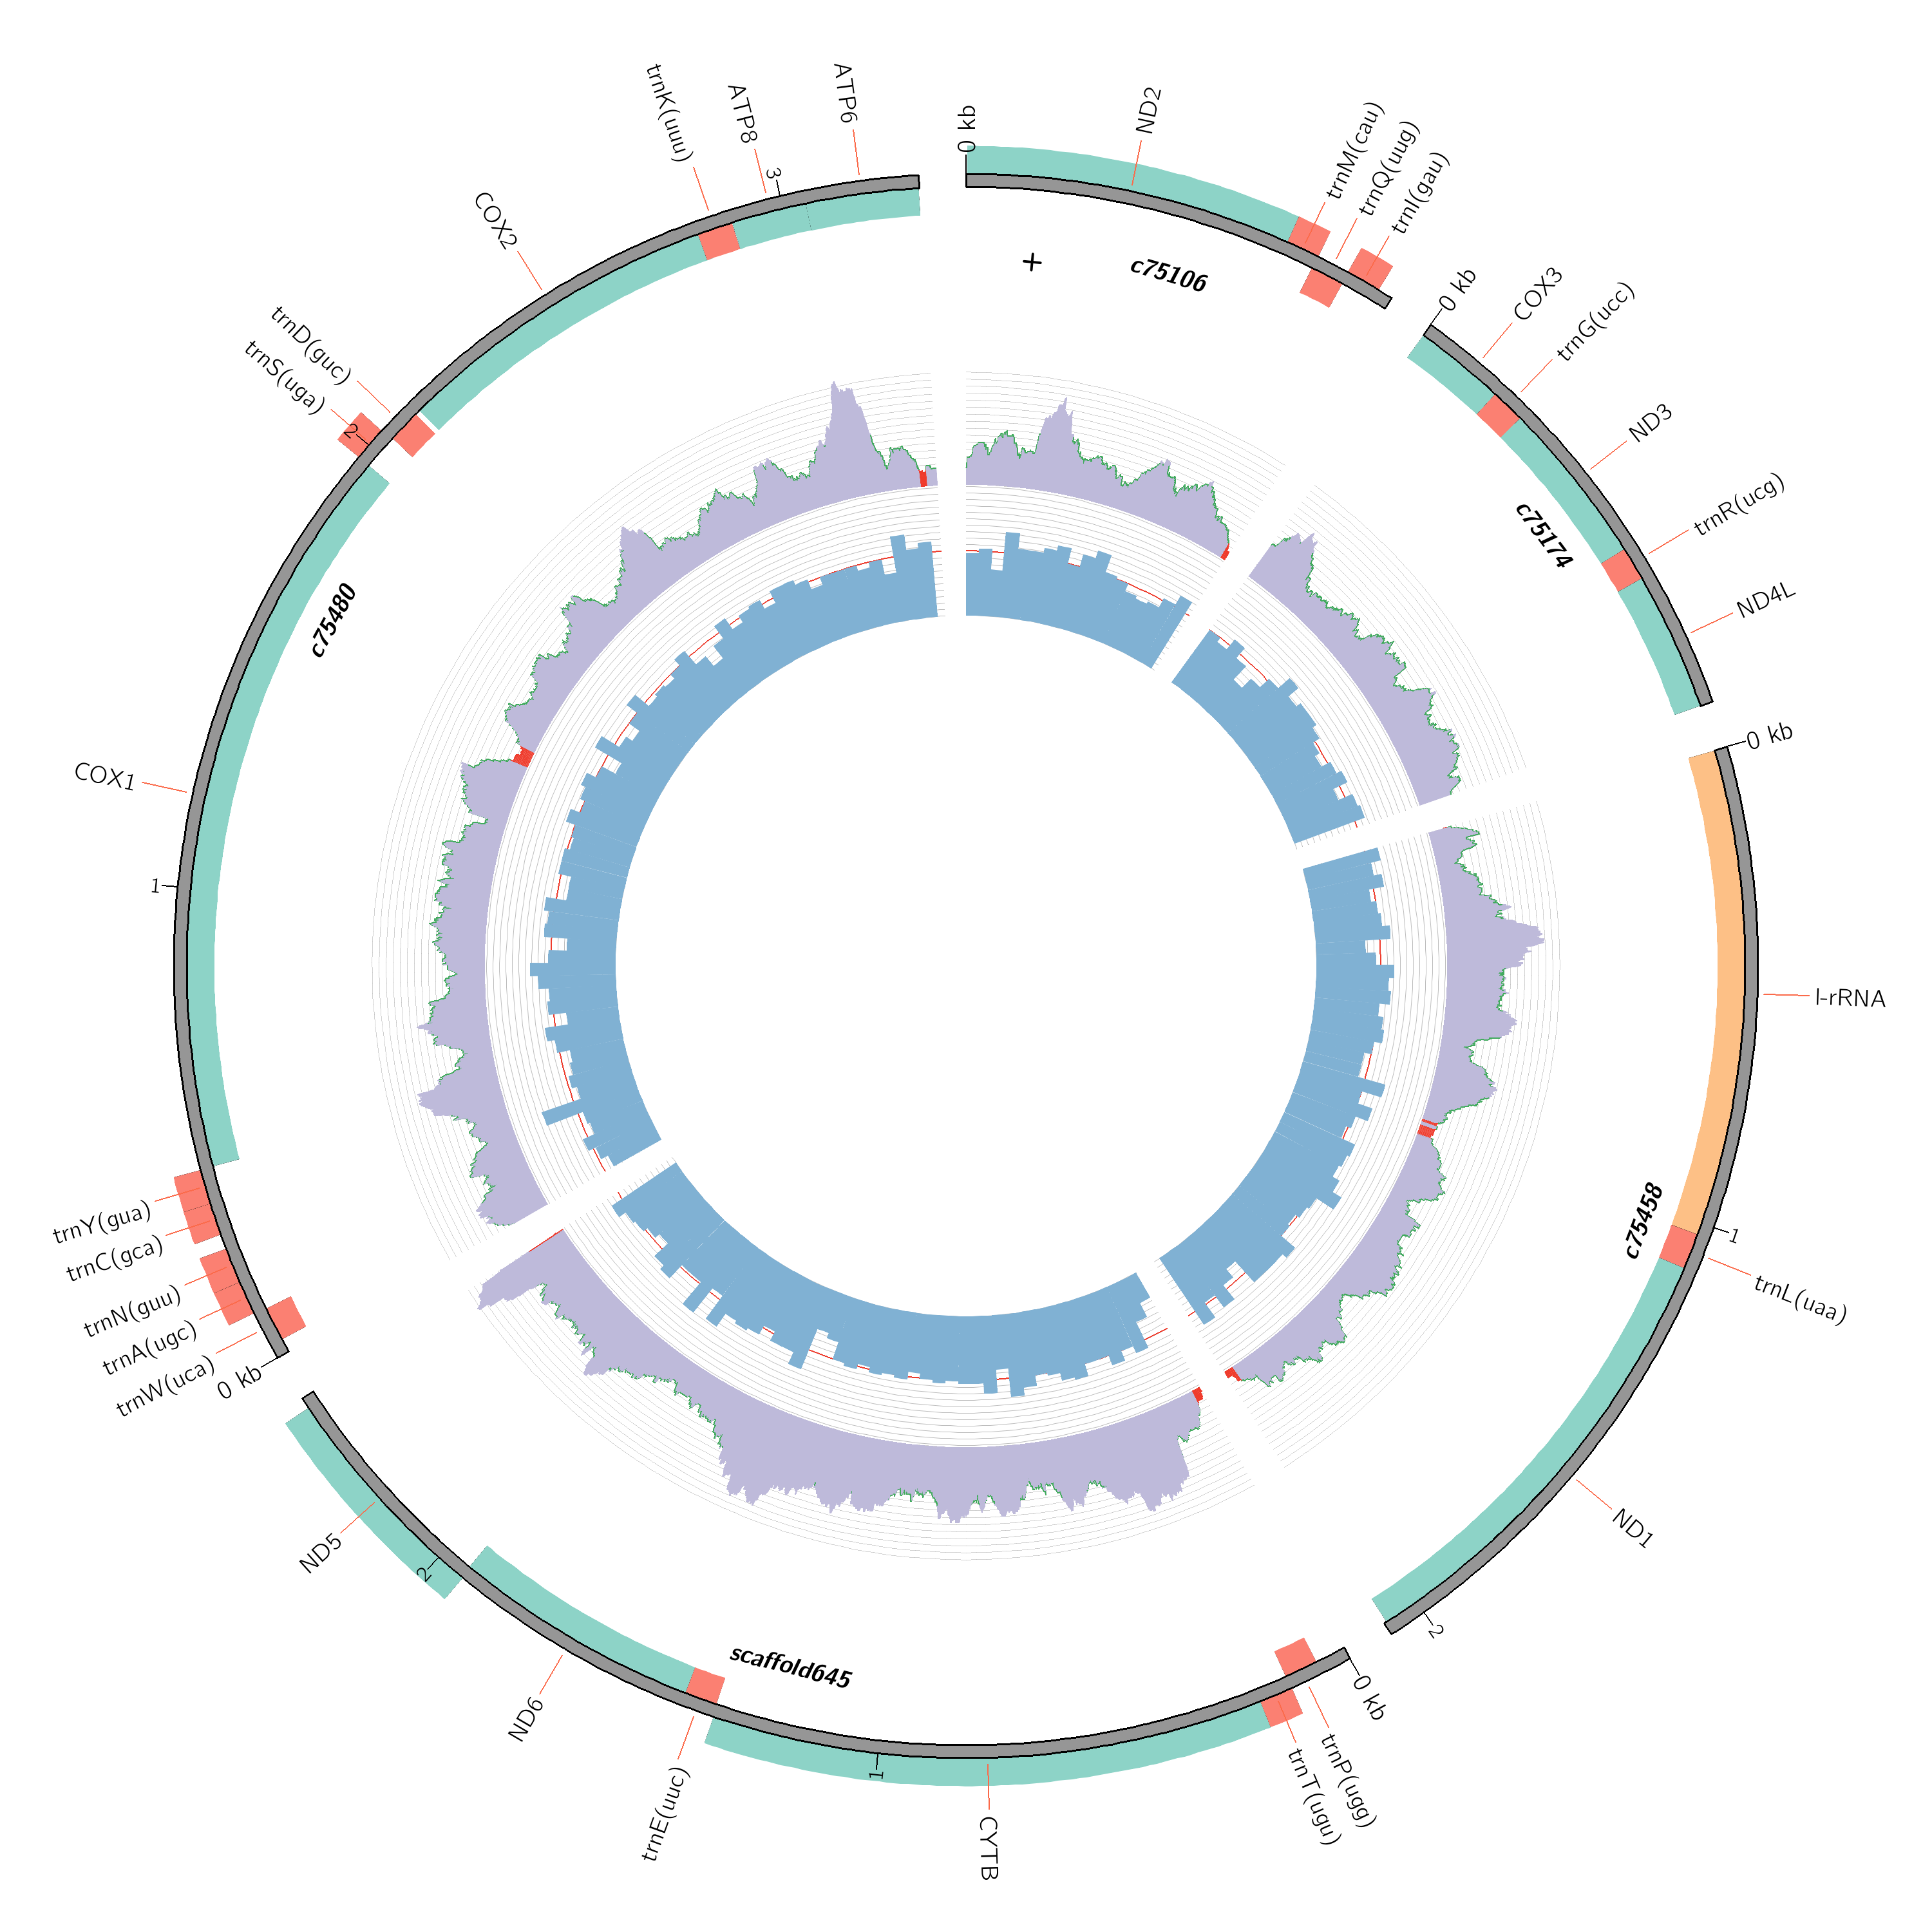 0 kb
ND2
trnM(cau)
trnQ(uug)
trnI(gau)
+
c75106
0 kb
COX3
trnG(ucc)
ND3
trnR(ucg)
ND4L
c75174
0 kb
l-rRNA
1
trnL(uaa)
ND1
2
c75458
0 kb
trnP(ugg)
trnT(ugu)
CYTB
1
trnE(uuc)
ND6
2
ND5
scaffold645
0 kb
trnW(uca)
trnA(ugc)
trnN(guu)
trnC(gca)
trnY(gua)
1
COX1
2
trnS(uga)
trnD(guc)
COX2
trnK(uuu)
3
ATP8
ATP6
c75480